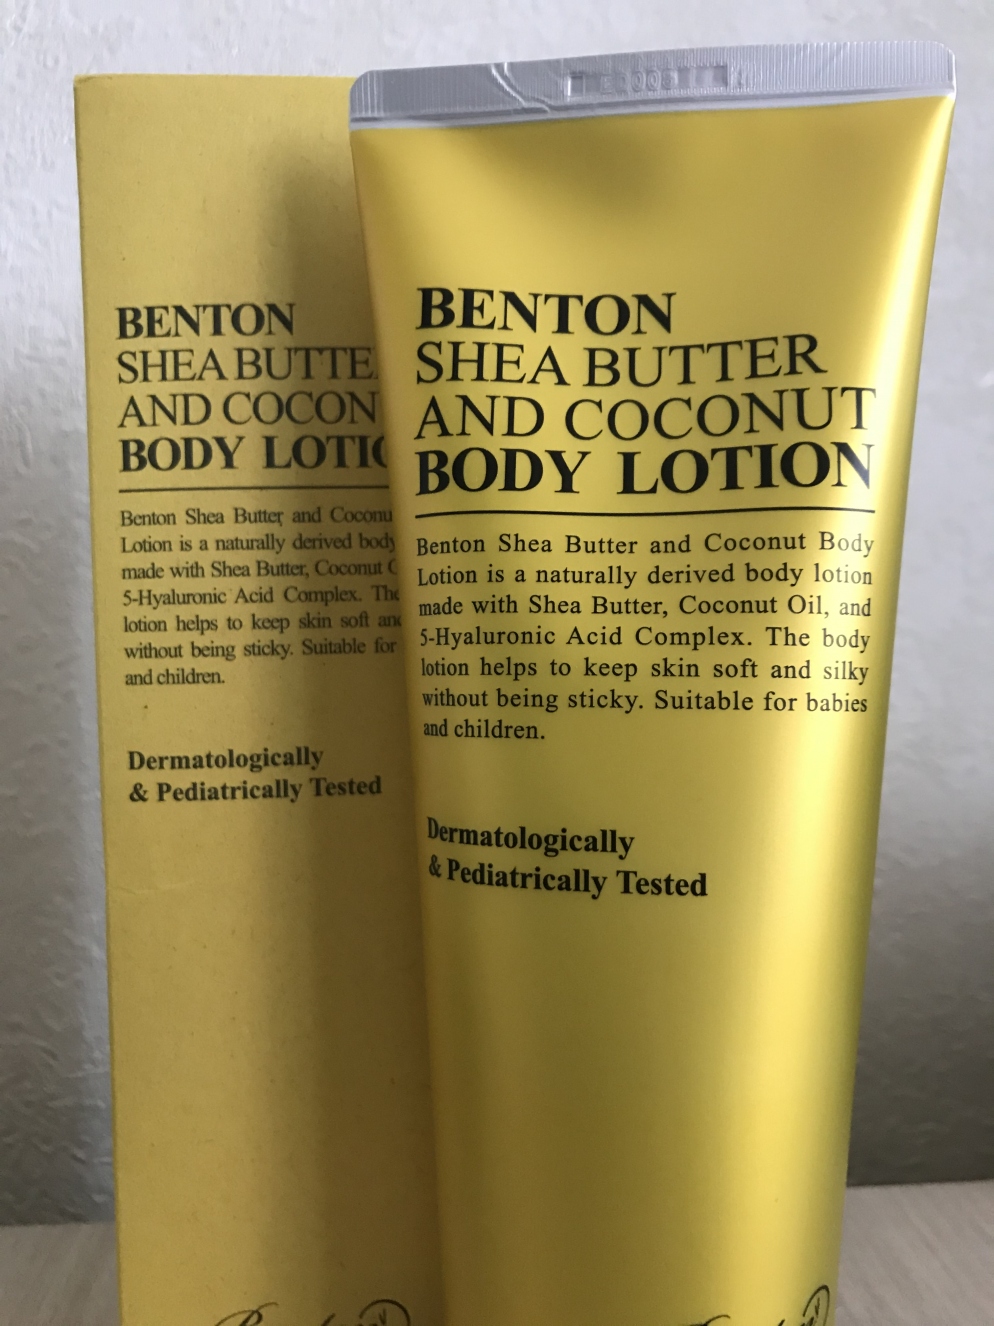 BENTON
SHEA BUTTE
AND COCON
BODY LOTI
Benton Shea Butter and Coconu
Lotion is a naturally derived body
made with Shea Butter, Coconut
5-Hyaluronic Acid Complex. The
lotion helps to keep skin soft and
without being sticky. Suitable for
and children.
Dermatologically
& Pediatrically Tested
BENTON
SHEA BUTTER
AND COCONUT
BODY LOTION
Benton Shea Butter and Coconut Body
Lotion is a naturally derived body lotion
made with Shea Butter, Coconut Oil, and
5-Hyaluronic Acid Complex. The body
lotion helps to keep skin soft and silky
without being sticky. Suitable for babies
and children.
Dermatologically
& Pediatrically Tested